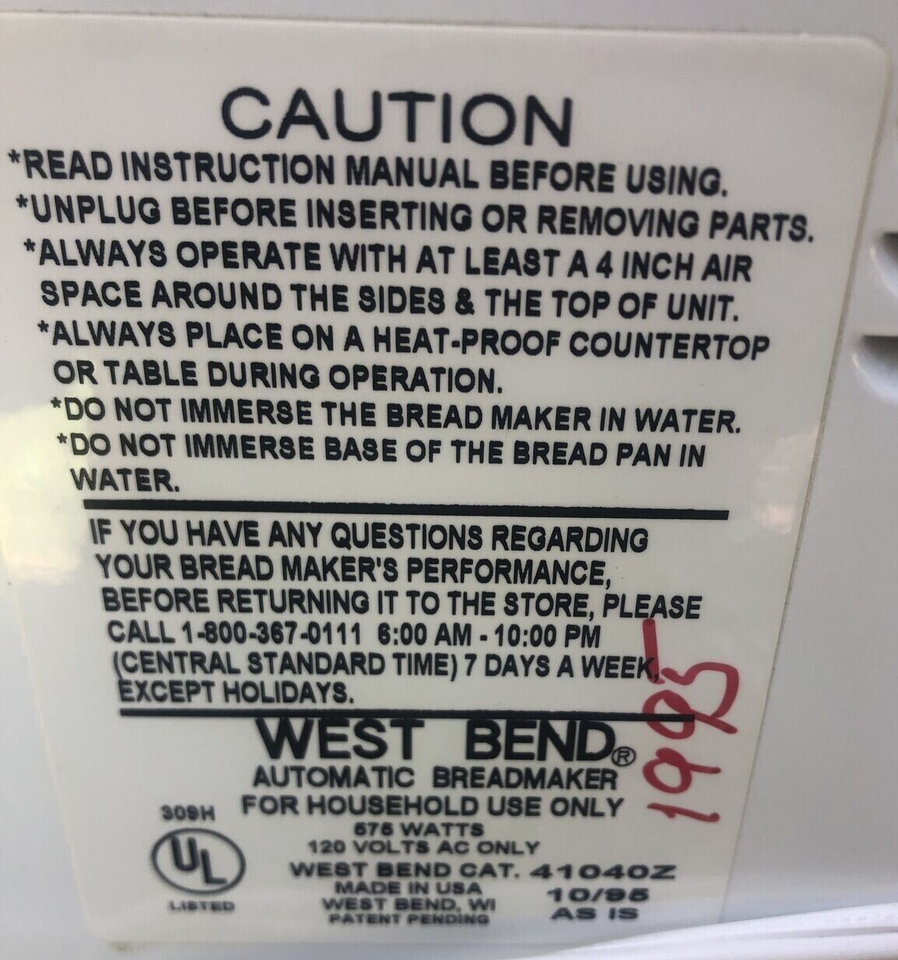 CAUTION
*READ INSTRUCTION MANUAL BEFORE USING.
*UNPLUG BEFORE INSERTING OR REMOVING PARTS.
*ALWAYS OPERATE WITH AT LEAST A 4 INCH AIR
SPACE AROUND THE SIDES & THE TOP OF UNIT.
*ALWAYS PLACE ON A HEAT-PROOF COUNTERTOP
OR TABLE DURING OPERATION.
*DO NOT IMMERSE THE BREAD MAKER IN WATER.
*DO NOT IMMERSE BASE OF THE BREAD PAN IN
WATER.
IF YOU HAVE ANY QUESTIONS REGARDING
YOUR BREAD MAKER'S PERFORMANCE,
BEFORE RETURNING IT TO THE STORE, PLEASE
CALL 1-800-367-0111 6:00 AM - 10:00 PM
(CENTRAL STANDARD TIME) 7 DAYS A WEEK,
EXCEPT HOLIDAYS.
WEST BEND®
AUTOMATIC BREADMAKER
FOR HOUSEHOLD USE ONLY
575 WATTS
120 VOLTS AC ONLY
WEST BEND CAT. 41040Z
MADE IN USA 10/95
WEST BEND, WI AS IS
PATENT PENDING
309H
UL
LISTED
1995